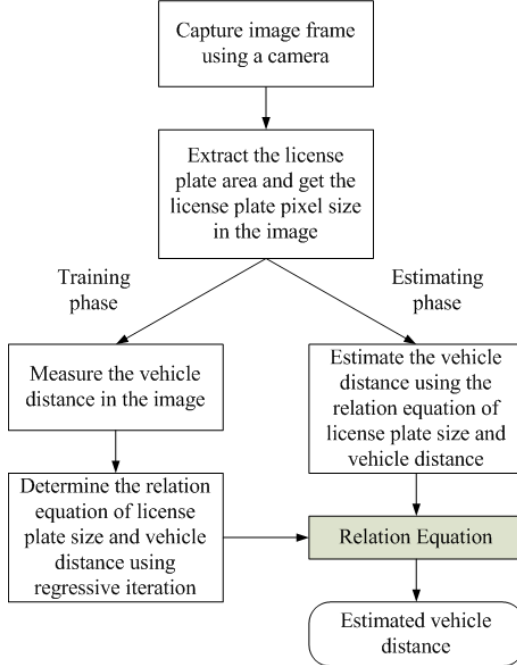 Capture image frame
using a camera
Extract the license
plate area and get the
license plate pixel size
in the image
Training
phase
Estimating
phase
Measure the vehicle
distance in the image
Estimate the vehicle
distance using the
relation equation of
license plate size and
vehicle distance
Determine the relation
equation of license
plate size and vehicle
distance using
regressive iteration
Relation Equation
Estimated vehicle
distance